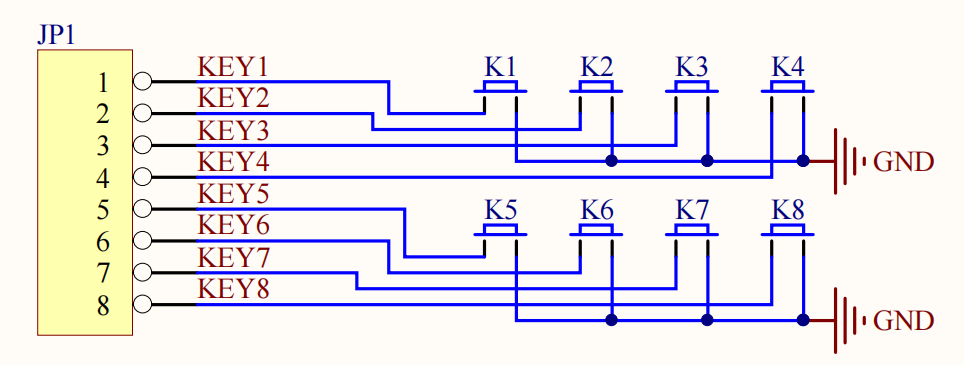 JP1
1 KEY1
2 KEY2
3 KEY3
4 KEY4
5 KEY5
6 KEY6
7 KEY7
8 KEY8
K1 K2 K3 K4
GND
K5 K6 K7 K8
GND